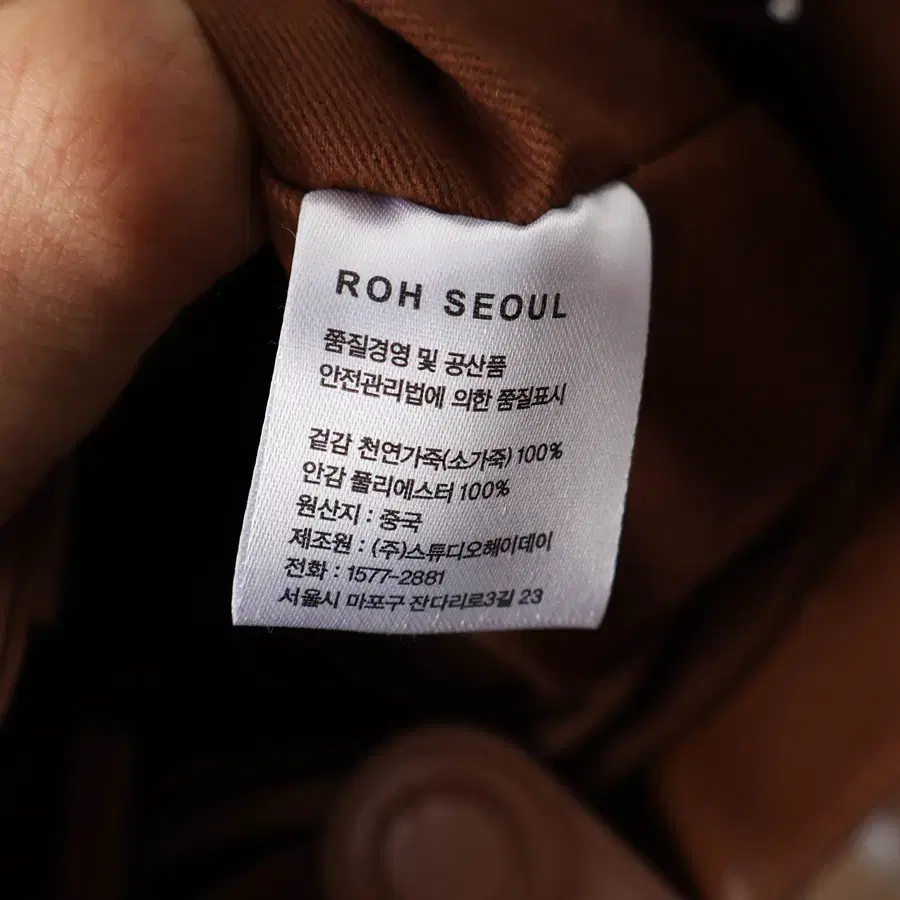 ROH SEOUL
품질경영 및 공산품
안전관리법에 의한 품질표시
겉감 천연가죽(소가죽) 100%
안감 폴리에스터 100%
원산지 : 중국
제조원 : (주)스튜디오헤이데이
전화 : 1577-2881
서울시 마포구 잔다리로3길 23